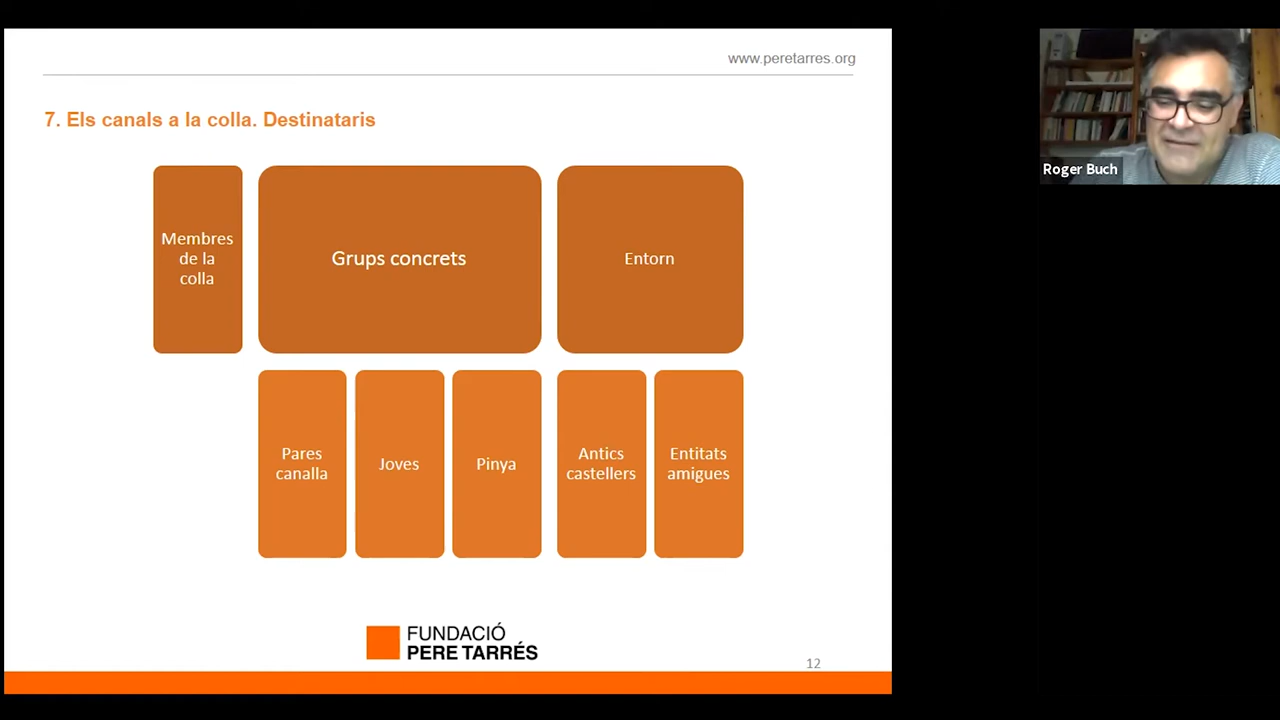 www.peretarres.org
7. Els canals a la colla. Destinataris
Membres
de la
colla
Grups concrets
Entorn
Pares
canalla
Joves
Pinya
Antics
castellers
Entitats
amigues
FUNDACIÓ
PERE TARRÉS
12
Roger Buch